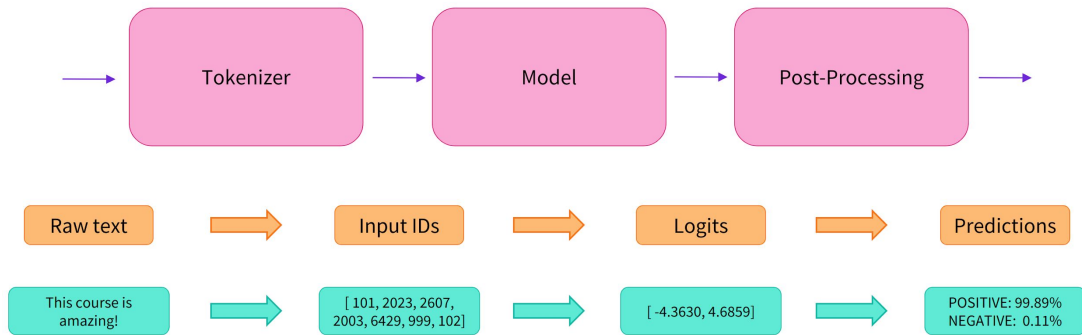 Tokenizer
Model
Post-Processing
Raw text
Input IDs
Logits
Predictions
This course is
amazing!
[ 101, 2023, 2607,
2003, 6429, 999, 102]
[ -4.3630, 4.6859]
POSITIVE: 99.89%
NEGATIVE: 0.11%